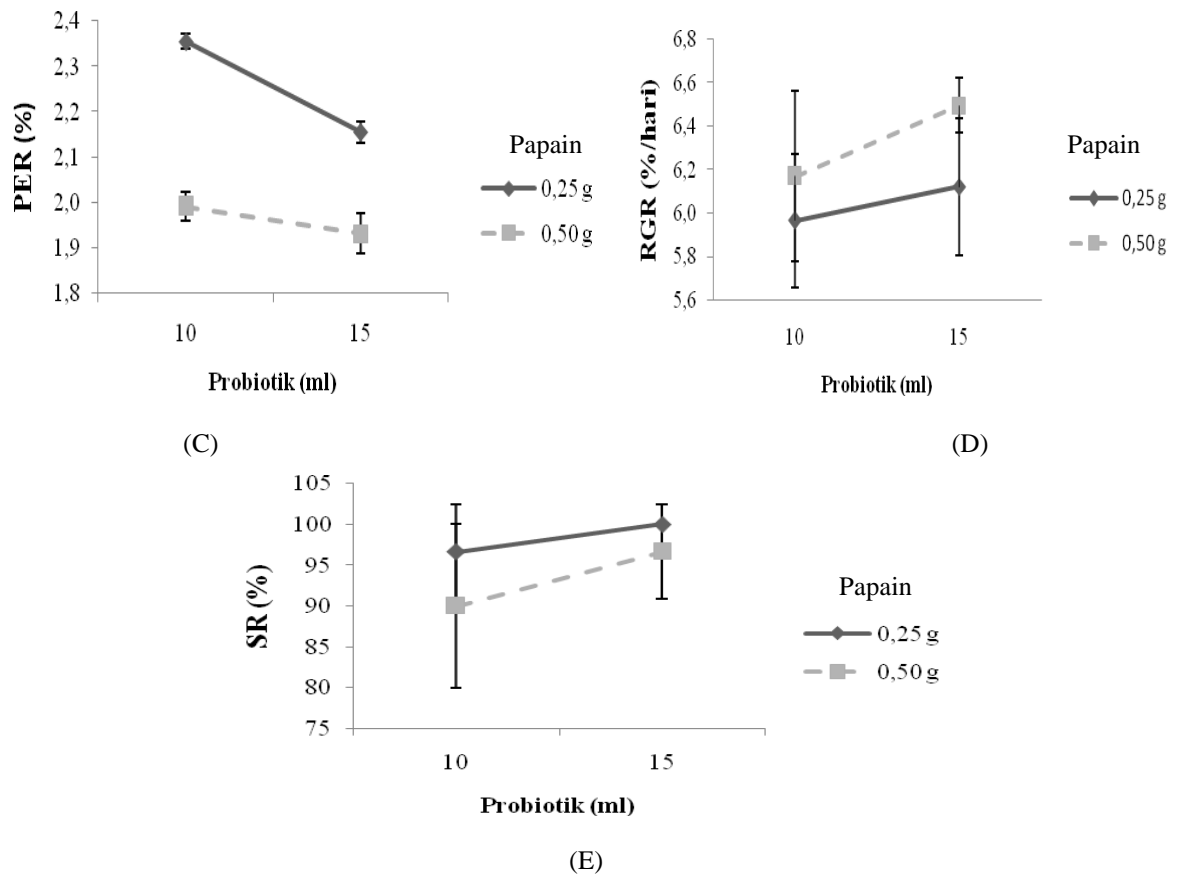 2,4
2,3
2,2
2,1
2,0
1,9
1,8
PER (%)
10
15
Probiotik (ml)
Papain
0,25 g
0,50 g
(C)
6,8
6,6
6,4
6,2
6,0
5,8
5,6
RGR (%/hari)
10
15
Probiotik (ml)
Papain
0,25 g
0,50 g
(D)
105
100
95
90
85
80
75
SR (%)
10
15
Probiotik (ml)
Papain
0,25 g
0,50 g
(E)